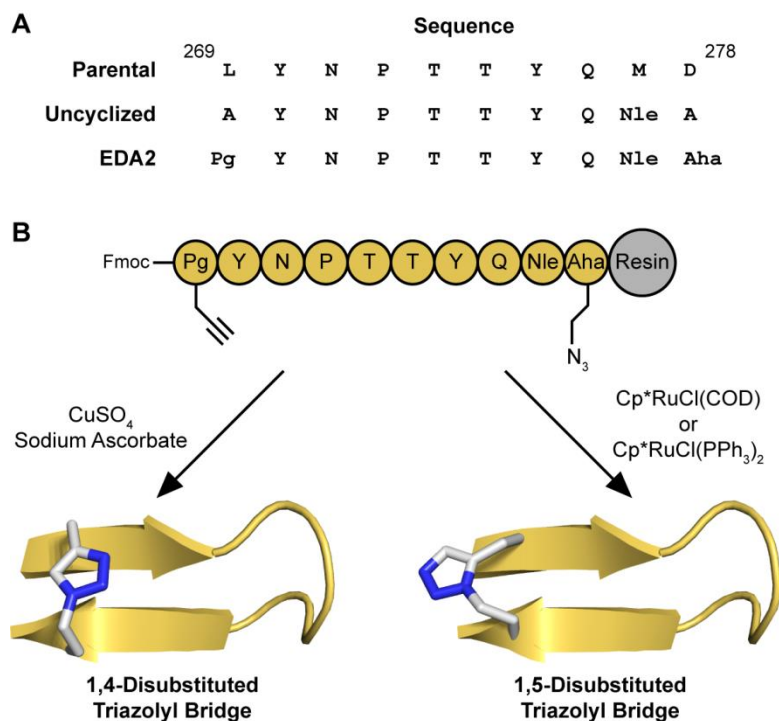 A
Sequence
269 278
Parental L Y N P T T Y Q M D
Uncyclized A Y N P T T Y Q Nle A
EDA2 Pg Y N P T T Y Q Nle Aha
B
Fmoc Pg Y N P T T Y Q Nle Aha Resin
N3
CuSO4
Sodium Ascorbate
Cp*RuCl(COD)
or
Cp*RuCl(PPh3)2
1,4-Disubstituted
Triazolyl Bridge
1,5-Disubstituted
Triazolyl Bridge